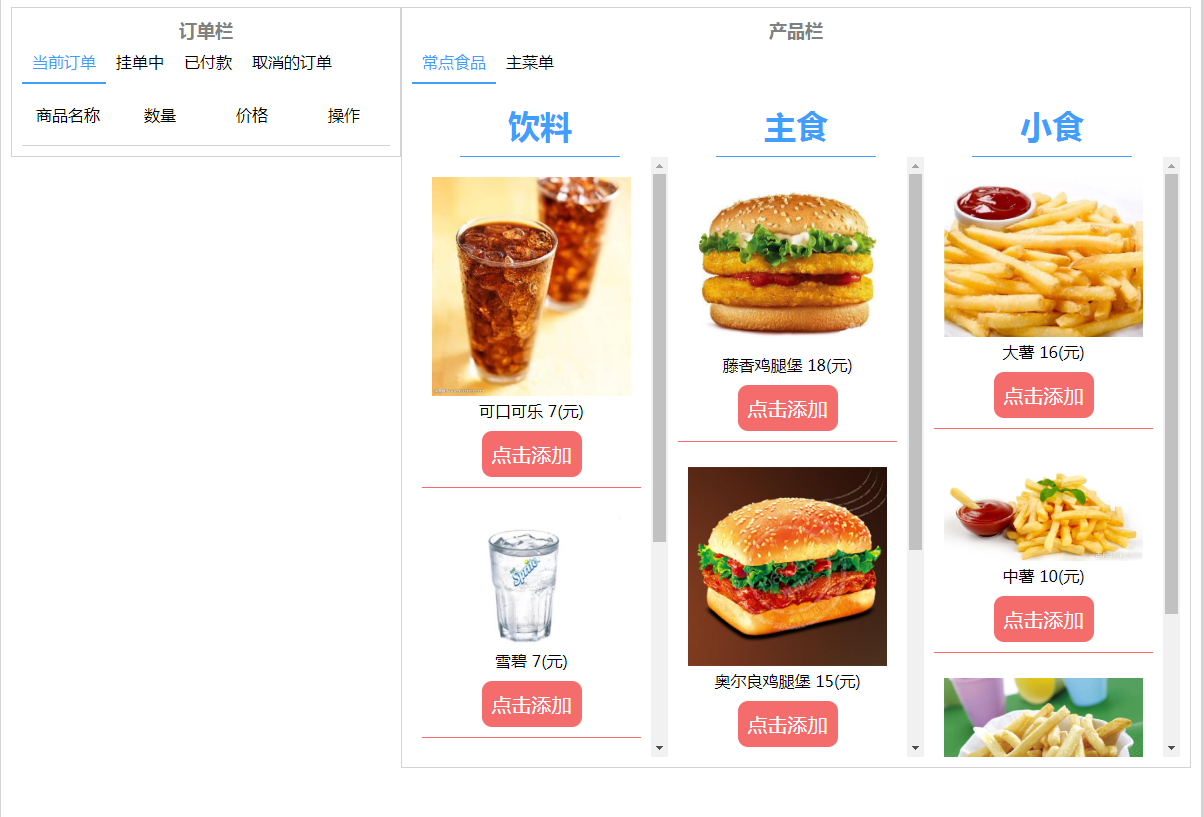 订单栏
当前订单 挂单中 已付款 取消的订单
商品名称 数量 价格 操作
产品栏
常点食品 主菜单
饮料
可口可乐 7(元)
点击添加
Sprite
雪碧 7(元)
点击添加
主食
藤香鸡腿堡 18(元)
点击添加
奥尔良鸡腿堡 15(元)
点击添加
小食
大薯 16(元)
点击添加
中薯 10(元)
点击添加